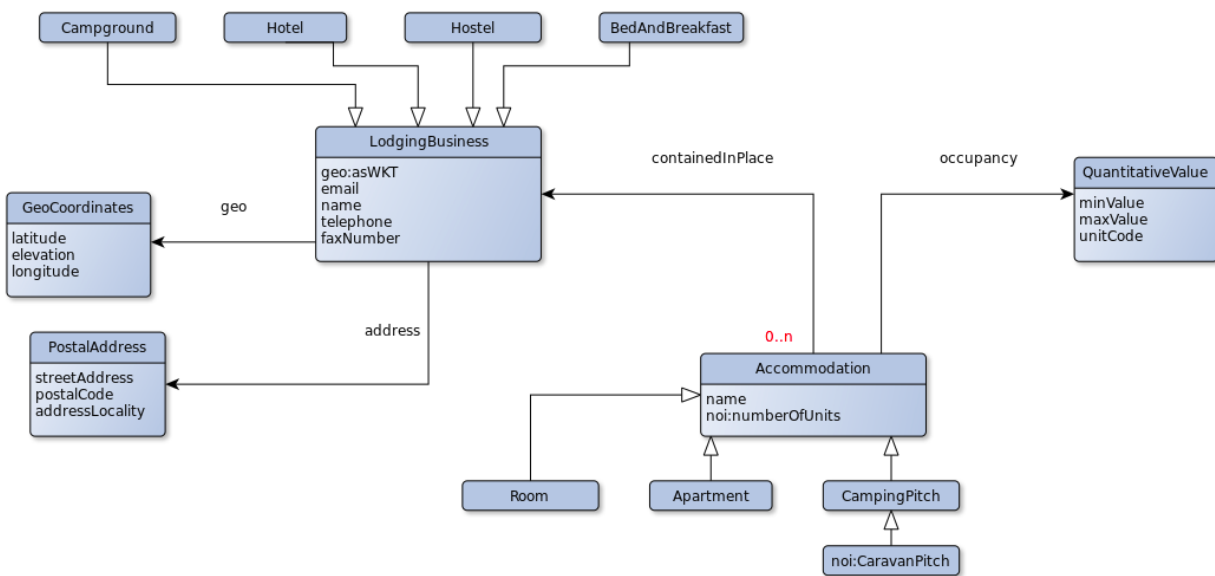 Campground
Hotel
Hostel
BedAndBreakfast
LodgingBusiness
geo:asWKT
email
name
telephone
faxNumber
containedInPlace
occupancy
QuantitativeValue
minValue
maxValue
unitCode
GeoCoordinates
latitude
elevation
longitude
geo
address
PostalAddress
streetAddress
postalCode
addressLocality
0..n
Accommodation
name
noi:numberOfUnits
Room
Apartment
CampingPitch
noi:CaravanPitch